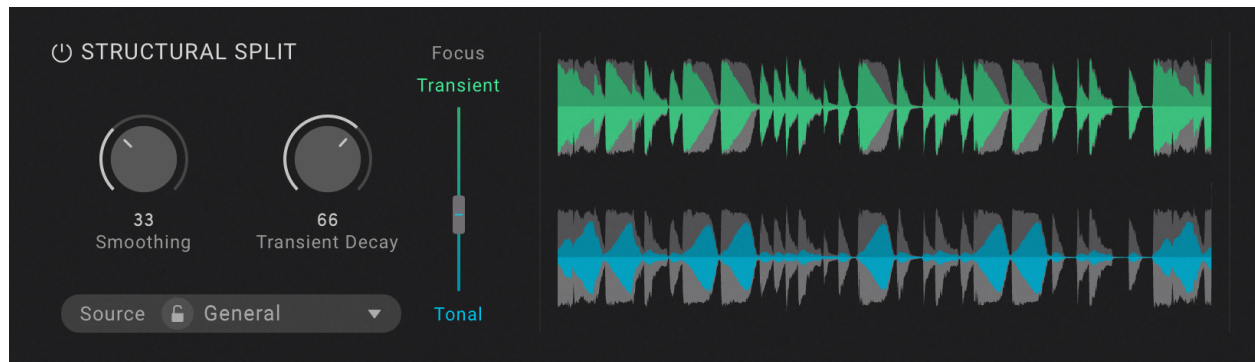 STRUCTURAL SPLIT
Focus
Transient
33
Smoothing
66
Transient Decay
Source General
Tonal